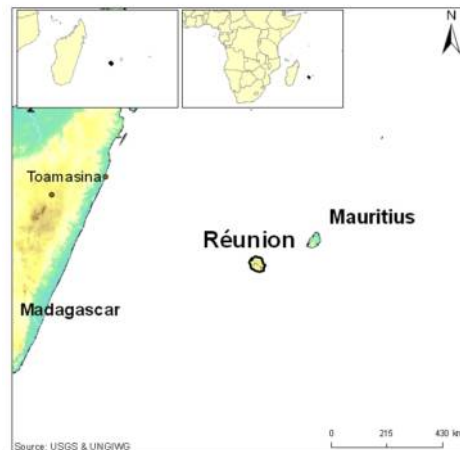 N
Toamasina
Mauritius
Réunion
Madagascar
0 215 430 km
Source: USGS & UNGIWG